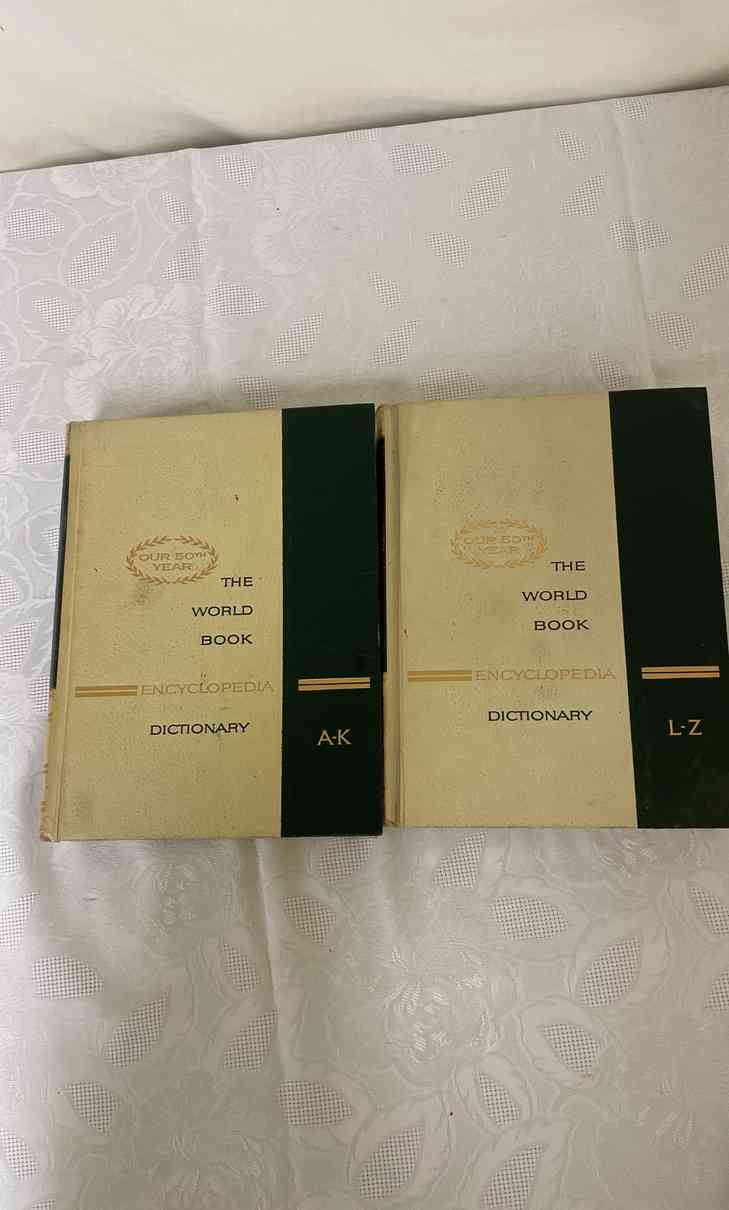 OUR 50TH
YEAR
THE
WORLD
BOOK
ENCYCLOPEDIA
DICTIONARY
A-K
OUR 50TH
YEAR
THE
WORLD
BOOK
ENCYCLOPEDIA
DICTIONARY
L-Z